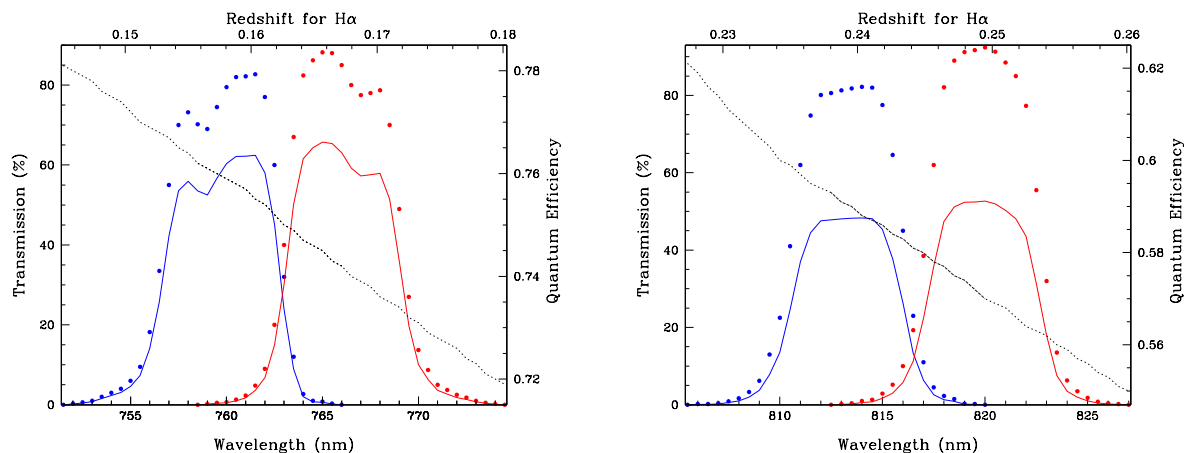 Redshift for Hα
0.15 0.16 0.17 0.18
Transmission (%)
80
60
40
20
0
0.78
0.76
0.74
0.72
Quantum Efficiency
755 760 765 770
Wavelength (nm)
Redshift for Hα
0.23 0.24 0.25 0.26
Transmission (%)
80
60
40
20
0
0.62
0.6
0.58
0.56
Quantum Efficiency
810 815 820 825
Wavelength (nm)